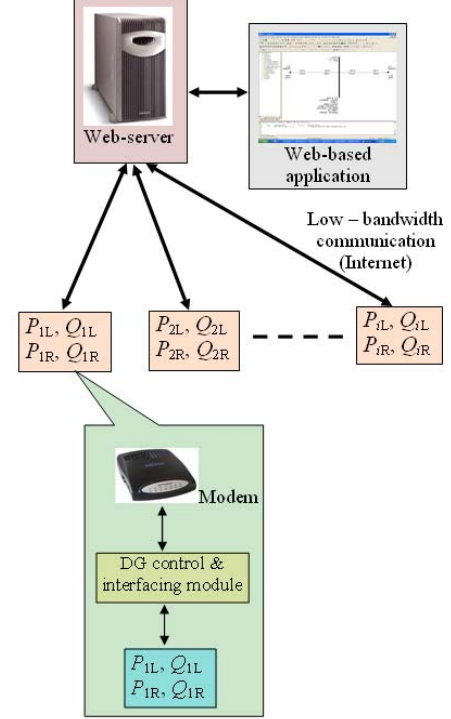 Web-server
Web-based
application
Low – bandwidth
communication
(Internet)
P1L, Q1L
P1R, Q1R
P2L, Q2L
P2R, Q2R
PiL, QiL
PiR, QiR
Modem
DG control &
interfacing module
P1L, Q1L
P1R, Q1R